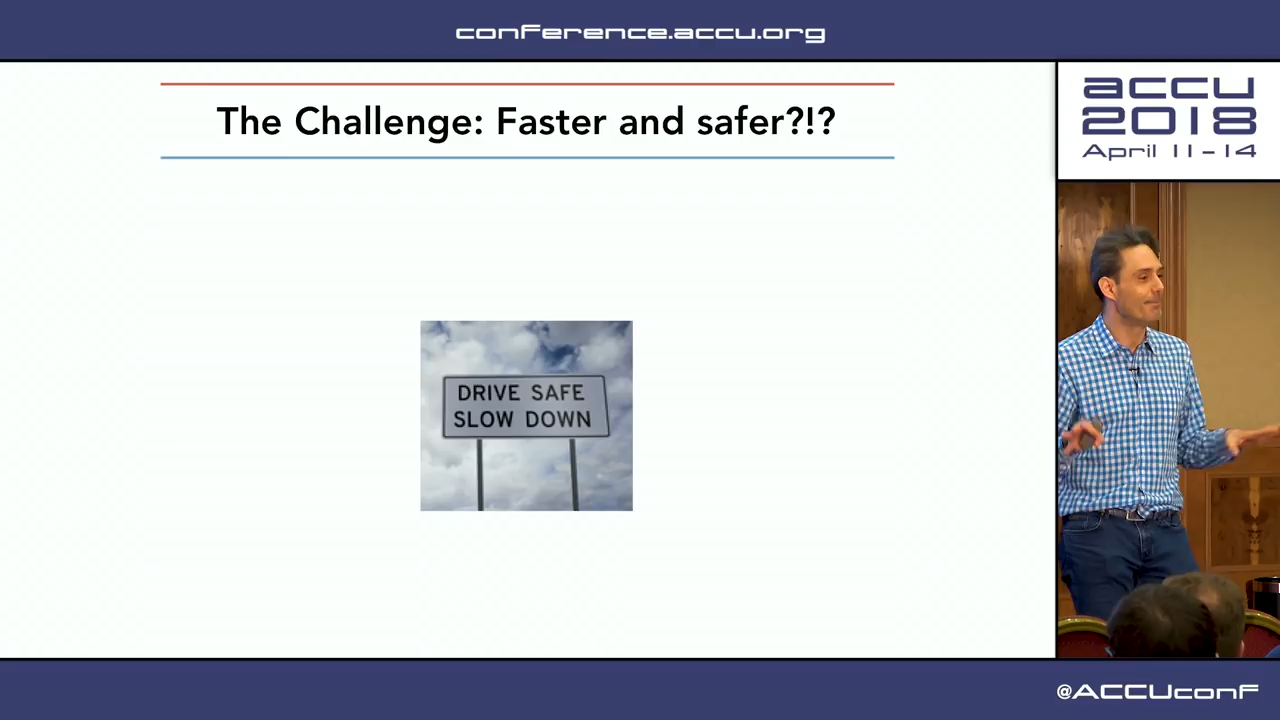 conference.accu.org
The Challenge: Faster and safer?!?
DRIVE SAFE
SLOW DOWN
accu
2018
April 11-14
@ACCUconf